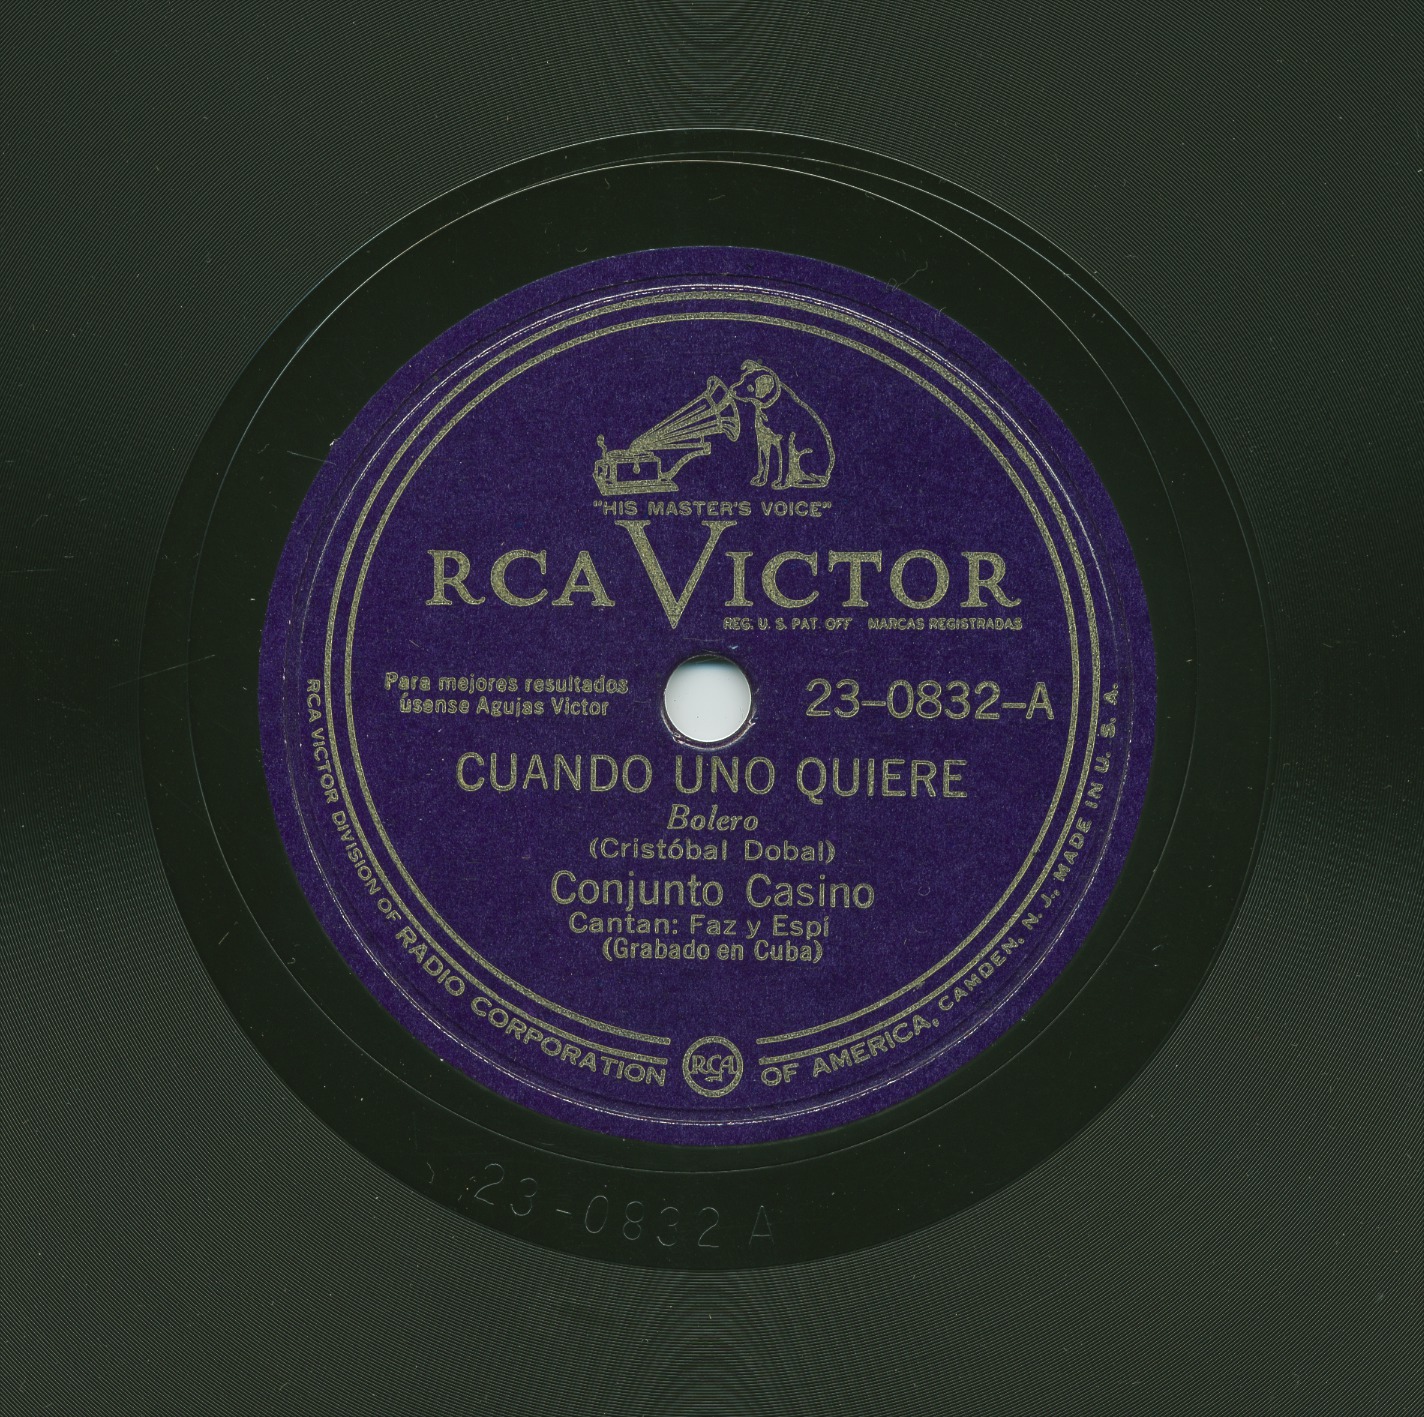 "HIS MASTER'S VOICE"
RCA VICTOR
REG. U. S. PAT. OFF. MARCAS REGISTRADAS
Para mejores resultados
úsense Agujas Victor
23-0832-A
CUANDO UNO QUIERE
Bolero
(Cristóbal Dobal)
Conjunto Casino
Cantan: Faz y Espí
(Grabado en Cuba)
RCA VICTOR DIVISION OF RADIO CORPORATION OF AMERICA, CAMDEN, N. J., MADE IN U. S. A.
RCA
23-0832 A